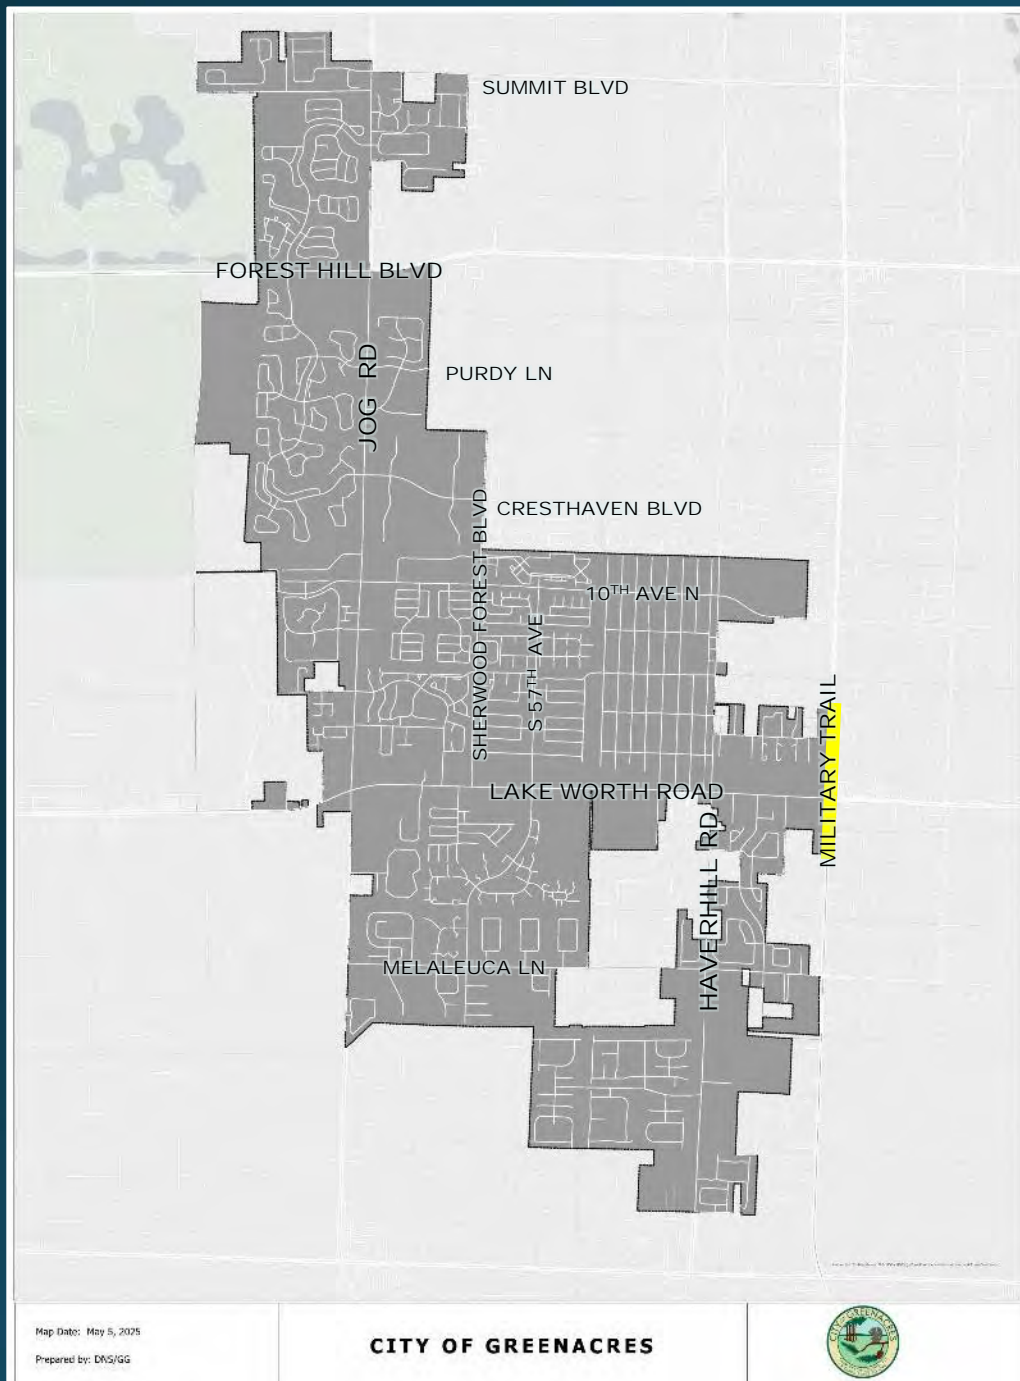 SUMMIT BLVD
FOREST HILL BLVD
JOG RD
PURDY LN
CRESTHAVEN BLVD
SHERWOOD FOREST BLVD
10TH AVE N
S 57TH AVE
MILITARY TRAIL
LAKE WORTH ROAD
HAVERHILL RD
MELALEUCA LN
Map Date: May 5, 2025
Prepared by: DNS/GG
CITY OF GREENACRES